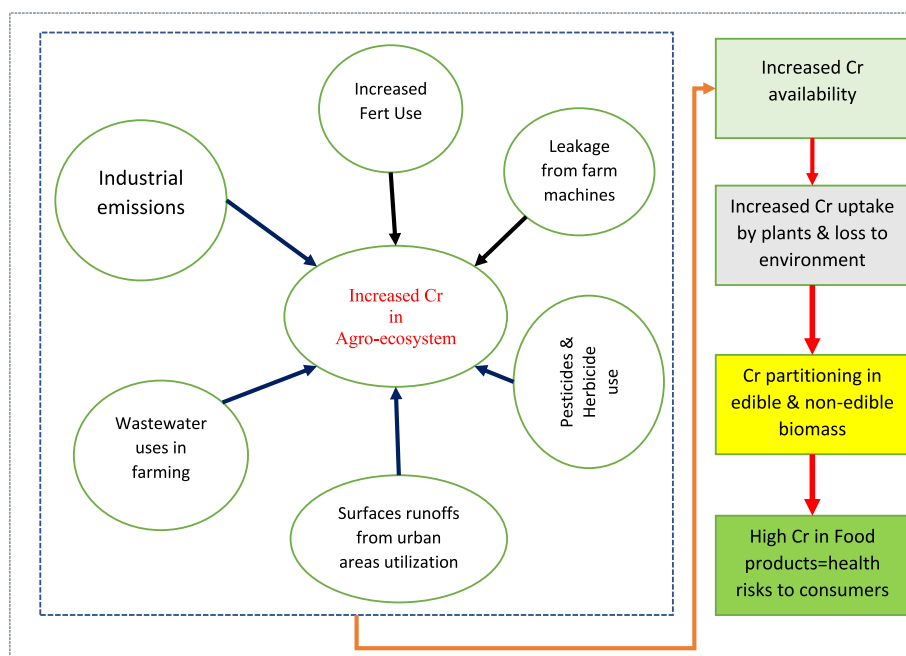 Increased
Fert Use
Leakage
from farm
machines
Industrial
emissions
Increased Cr
in
Agro-ecosystem
Pesticides &
Herbicide
use
Wastewater
uses in
farming
Surfaces runoffs
from urban
areas utilization
Increased Cr
availability
Increased Cr uptake
by plants & loss to
environment
Cr partitioning in
edible & non-edible
biomass
High Cr in Food
products=health
risks to consumers